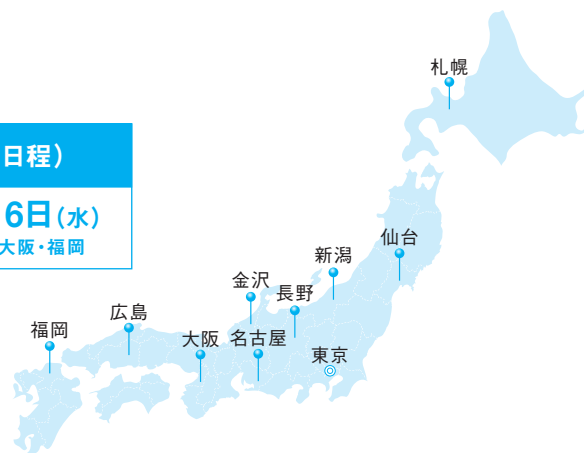 日程）
6日（水）
大阪・福岡
札幌
仙台
新潟
金沢
長野
広島
福岡
大阪
名古屋
東京